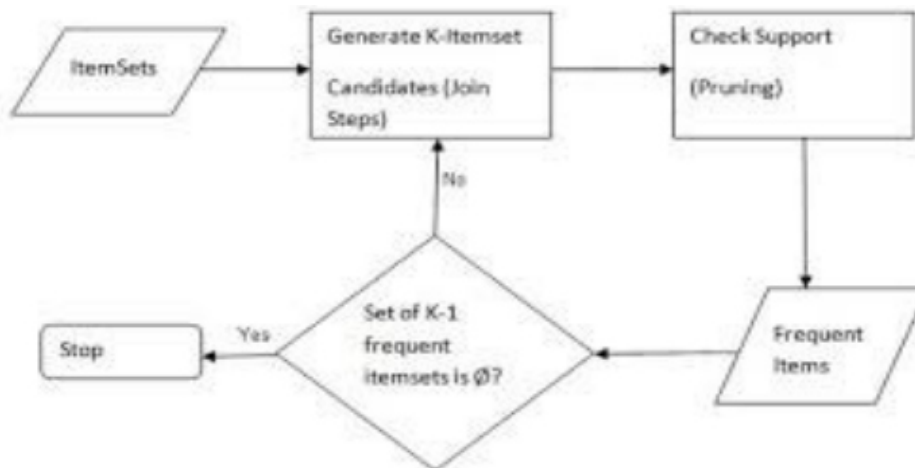 ItemSets
Generate K-Itemset
Candidates (Join
Steps)
Check Support
(Pruning)
No
Set of K-1
frequent
itemsets is Ø?
Yes
Stop
Frequent
Items